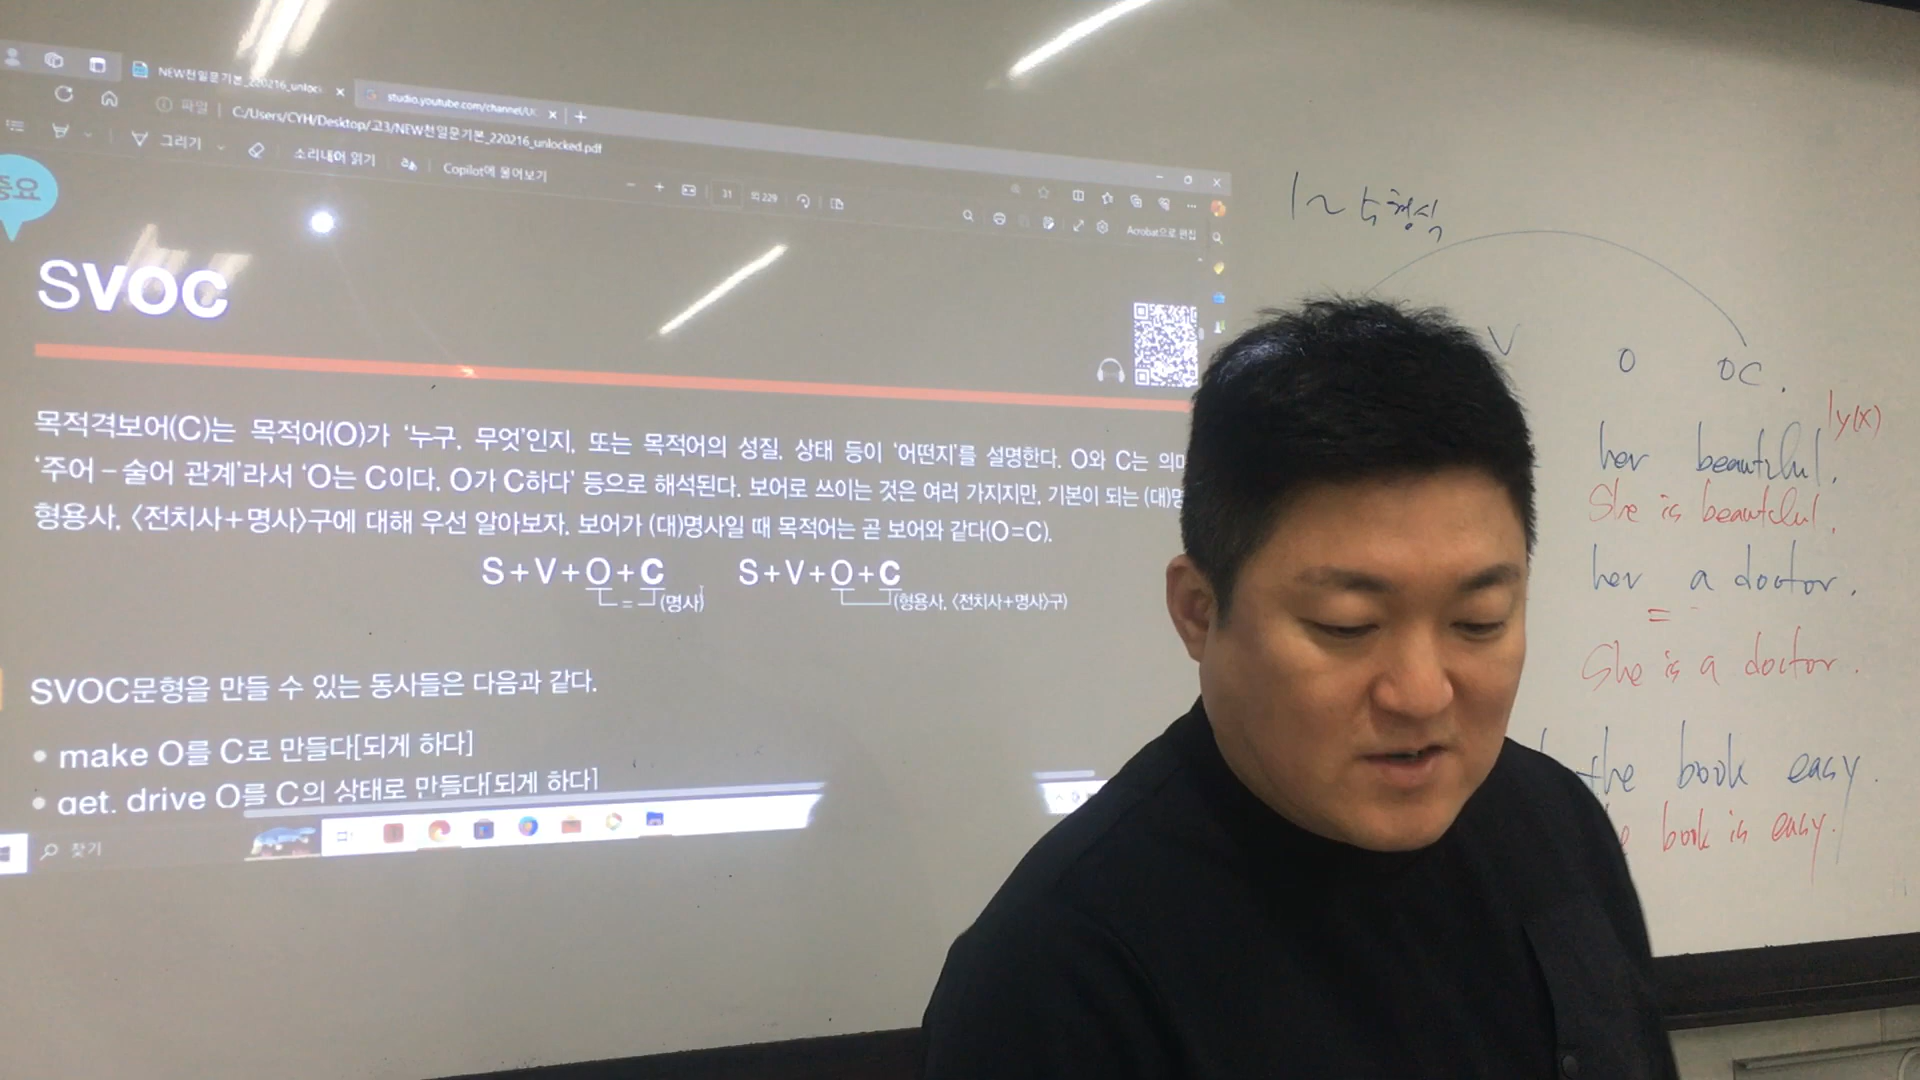 NEW천일문기본_220216_unlock
studio.youtube.com/channel/UC
파일
C:/Users/CYH/Desktop/고3/NEW천일문기본_220216_unlocked.pdf
그리기
소리내어 읽기
Copilot에 물어보기
31
의 229
Acrobat으로 편집
중요
SVOC
목적격보어(C)는 목적어(O)가 '누구, 무엇'인지, 또는 목적어의 성질, 상태 등이 '어떤지'를 설명한다. O와 C는 의미
'주어–술어 관계'라서 'O는 C이다, O가 C하다' 등으로 해석된다. 보어로 쓰이는 것은 여러 가지지만, 기본이 되는 (대)명
형용사, 〈전치사+명사〉구에 대해 우선 알아보자. 보어가 (대)명사일 때 목적어는 곧 보어와 같다(O=C).
S+V+O+C S+V+O+C
= (명사) (형용사, 〈전치사+명사〉구)
SVOC문형을 만들 수 있는 동사들은 다음과 같다.
• make O를 C로 만들다[되게 하다]
• get, drive O를 C의 상태로 만들다[되게 하다]
찾기
1~5형식
V O OC.
ly(x)
her beautiful.
She is beautiful.
her a doctor.
=
She is a doctor.
the book easy.
book is easy.